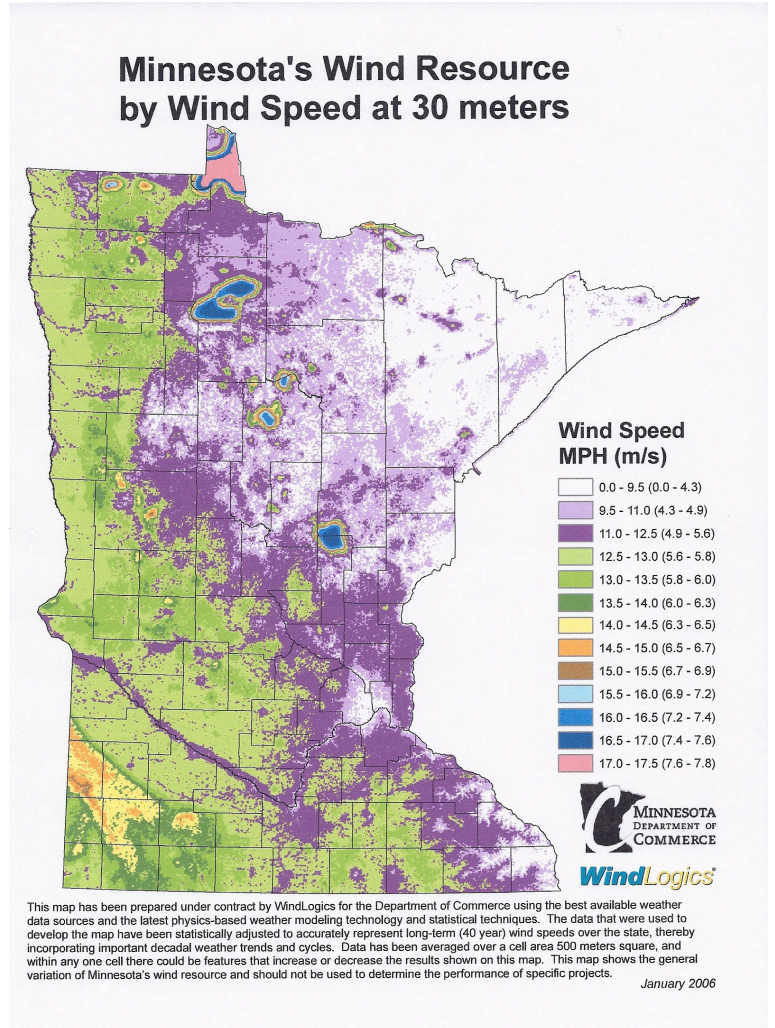 Minnesota's Wind Resource
by Wind Speed at 30 meters
Wind Speed
MPH (m/s)
0.0 - 9.5 (0.0 - 4.3)
9.5 - 11.0 (4.3 - 4.9)
11.0 - 12.5 (4.9 - 5.6)
12.5 - 13.0 (5.6 - 5.8)
13.0 - 13.5 (5.8 - 6.0)
13.5 - 14.0 (6.0 - 6.3)
14.0 - 14.5 (6.3 - 6.5)
14.5 - 15.0 (6.5 - 6.7)
15.0 - 15.5 (6.7 - 6.9)
15.5 - 16.0 (6.9 - 7.2)
16.0 - 16.5 (7.2 - 7.4)
16.5 - 17.0 (7.4 - 7.6)
17.0 - 17.5 (7.6 - 7.8)
MINNESOTA
DEPARTMENT OF
COMMERCE
WindLogics
This map has been prepared under contract by WindLogics for the Department of Commerce using the best available weather
data sources and the latest physics-based weather modeling technology and statistical techniques. The data that were used to
develop the map have been statistically adjusted to accurately represent long-term (40 year) wind speeds over the state, thereby
incorporating important decadal weather trends and cycles. Data has been averaged over a cell area 500 meters square, and
within any one cell there could be features that increase or decrease the results shown on this map. This map shows the general
variation of Minnesota's wind resource and should not be used to determine the performance of specific projects.
January 2006